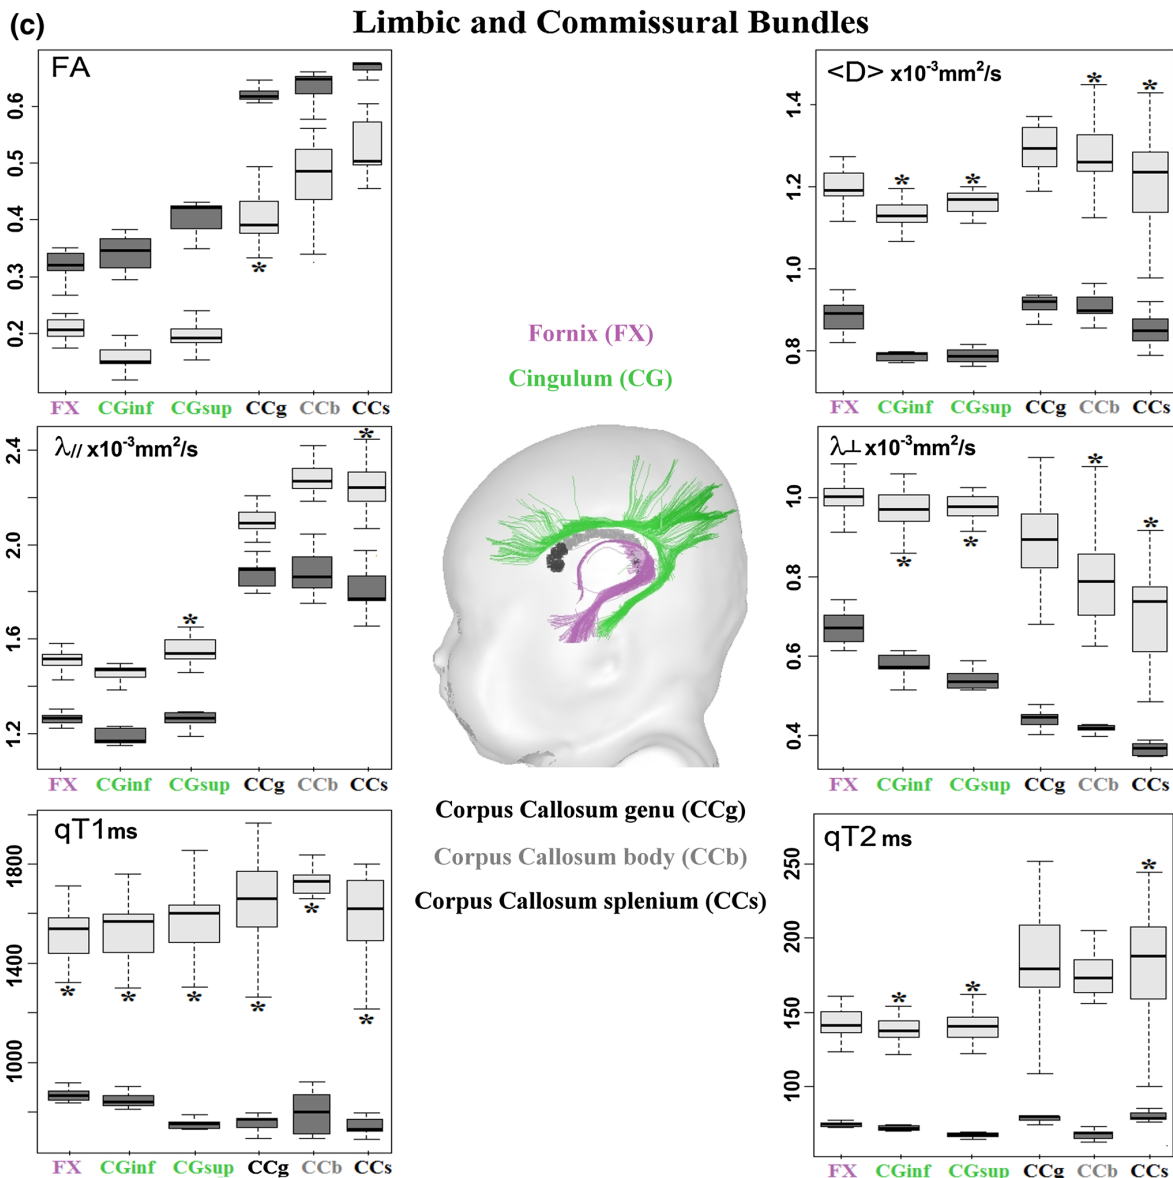 (c) Limbic and Commissural Bundles
FA
0.6
0.5
0.4
0.3
0.2
FX CGinf CGsup CCg CCb CCs
*
<D> x10⁻³mm²/s
1.4
1.2
1.0
0.8
* * * *
FX CGinf CGsup CCg CCb CCs
Fornix (FX)
Cingulum (CG)
λ// x10⁻³mm²/s
2.4
2.0
1.6
1.2
* *
FX CGinf CGsup CCg CCb CCs
λ⊥ x10⁻³mm²/s
1.0
0.8
0.6
0.4
* * * *
FX CGinf CGsup CCg CCb CCs
Corpus Callosum genu (CCg)
Corpus Callosum body (CCb)
Corpus Callosum splenium (CCs)
qT1 ms
1800
1400
1000
* * * * * *
FX CGinf CGsup CCg CCb CCs
qT2 ms
250
200
150
100
* * *
FX CGinf CGsup CCg CCb CCs